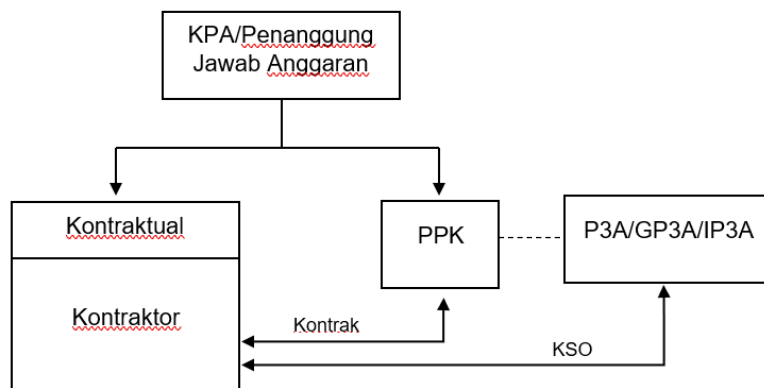 KPA/Penanggung
Jawab Anggaran
Kontraktual
PPK
P3A/GP3A/IP3A
Kontraktor
Kontrak
KSO